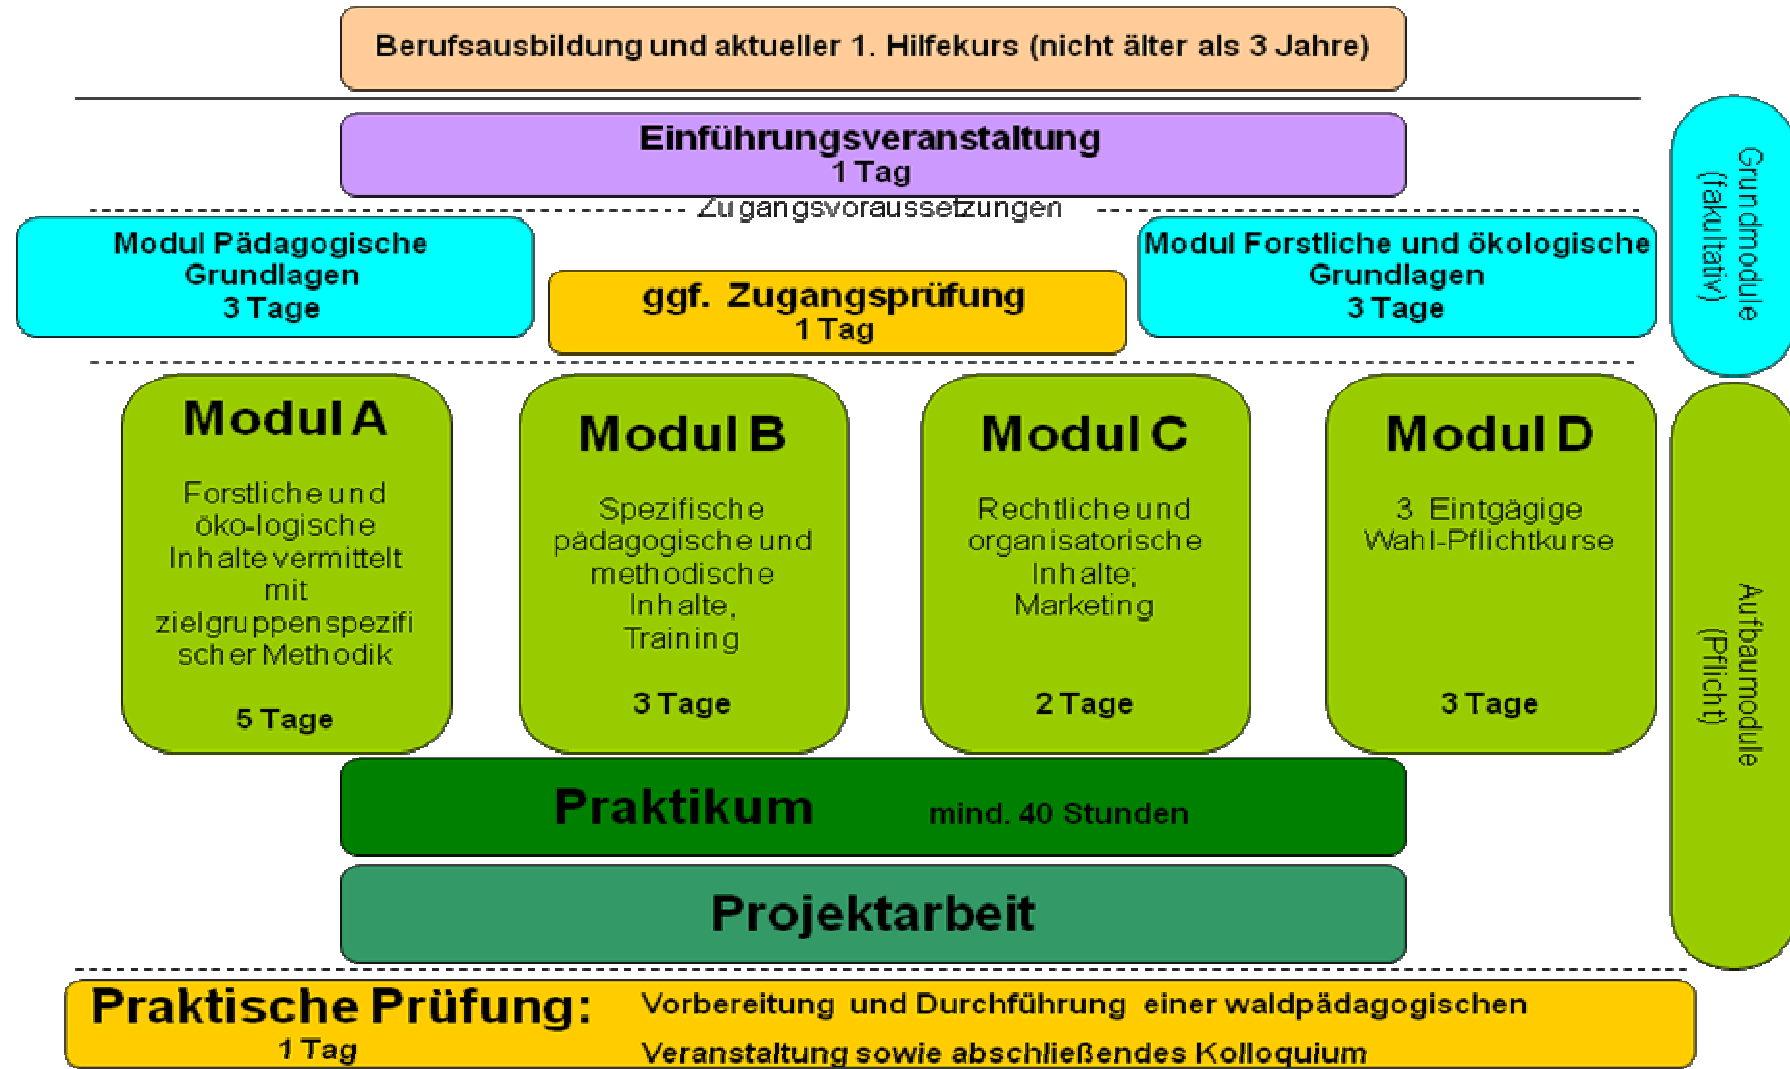 Berufsausbildung und aktueller 1. Hilfekurs (nicht älter als 3 Jahre)
Einführungsveranstaltung
1 Tag
Zugangsvoraussetzungen
Modul Pädagogische
Grundlagen
3 Tage
ggf. Zugangsprüfung
1 Tag
Modul Forstliche und ökologische
Grundlagen
3 Tage
Grundmodule
(fakultativ)
Modul A
Forstliche und
öko-logische
Inhalte vermittelt
mit
zielgruppenspezifi
scher Methodik
5 Tage
Modul B
Spezifische
pädagogische und
methodische
Inhalte,
Training
3 Tage
Modul C
Rechtliche und
organisatorische
Inhalte;
Marketing
2 Tage
Modul D
3 Eintgägige
Wahl-Pflichtkurse
3 Tage
Aufbaumodule
(Pflicht)
Praktikum mind. 40 Stunden
Projektarbeit
Praktische Prüfung:
1 Tag
Vorbereitung und Durchführung einer waldpädagogischen
Veranstaltung sowie abschließendes Kolloquium